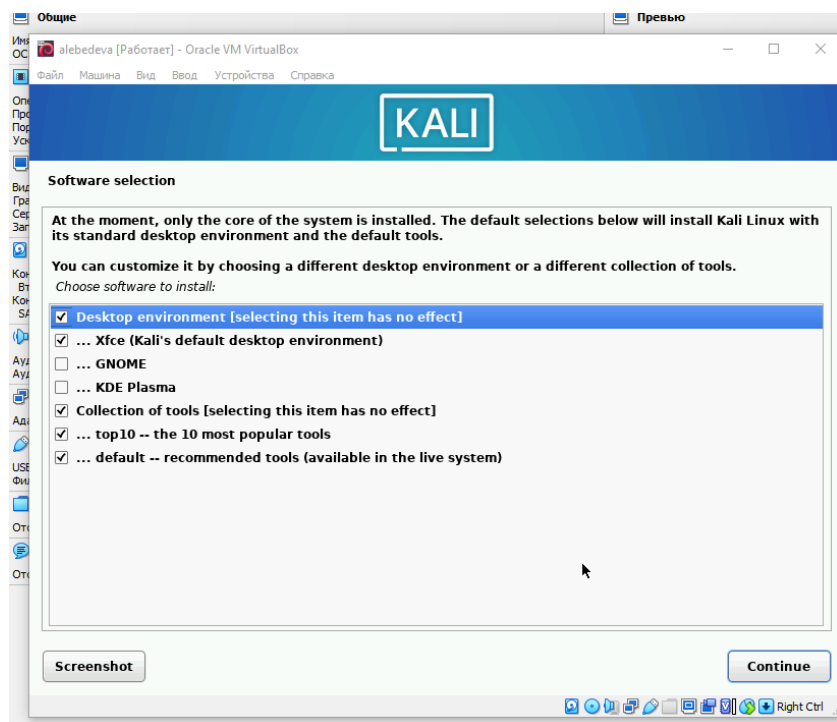 Общие
Превью
alebedeva [Работает] - Oracle VM VirtualBox
Файл Машина Вид Ввод Устройства Справка
KALI
Software selection
At the moment, only the core of the system is installed. The default selections below will install Kali Linux with
its standard desktop environment and the default tools.
You can customize it by choosing a different desktop environment or a different collection of tools.
Choose software to install:
Desktop environment [selecting this item has no effect]
... Xfce (Kali's default desktop environment)
... GNOME
... KDE Plasma
Collection of tools [selecting this item has no effect]
... top10 -- the 10 most popular tools
... default -- recommended tools (available in the live system)
Screenshot
Continue
Right Ctrl